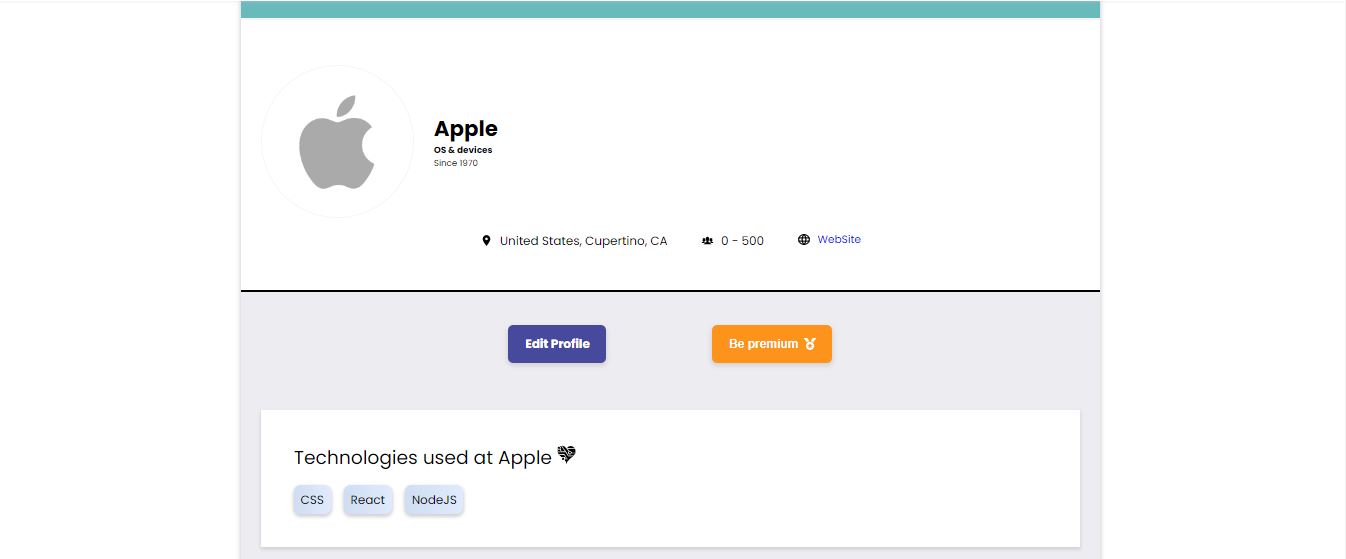 Apple
OS & devices
Since 1970
United States, Cupertino, CA 0 - 500 WebSite
Edit Profile Be premium
Technologies used at Apple
CSS React NodeJS